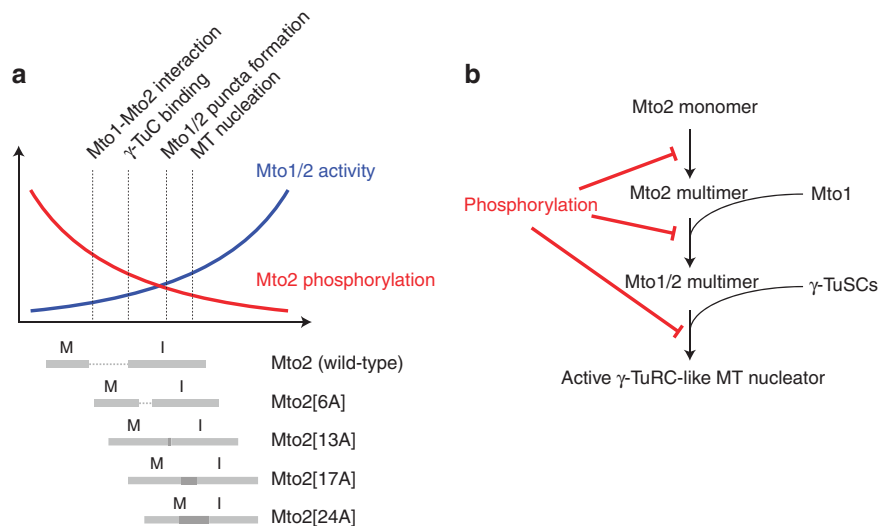 a
Mto1–Mto2 interaction
γ-TuC binding
Mto1/2 puncta formation
MT nucleation
Mto1/2 activity
Mto2 phosphorylation
M I
Mto2 (wild-type)
M I
Mto2[6A]
M I
Mto2[13A]
M I
Mto2[17A]
M I
Mto2[24A]
b
Mto2 monomer
Phosphorylation
Mto2 multimer
Mto1
Mto1/2 multimer
γ-TuSCs
Active γ-TuRC-like MT nucleator